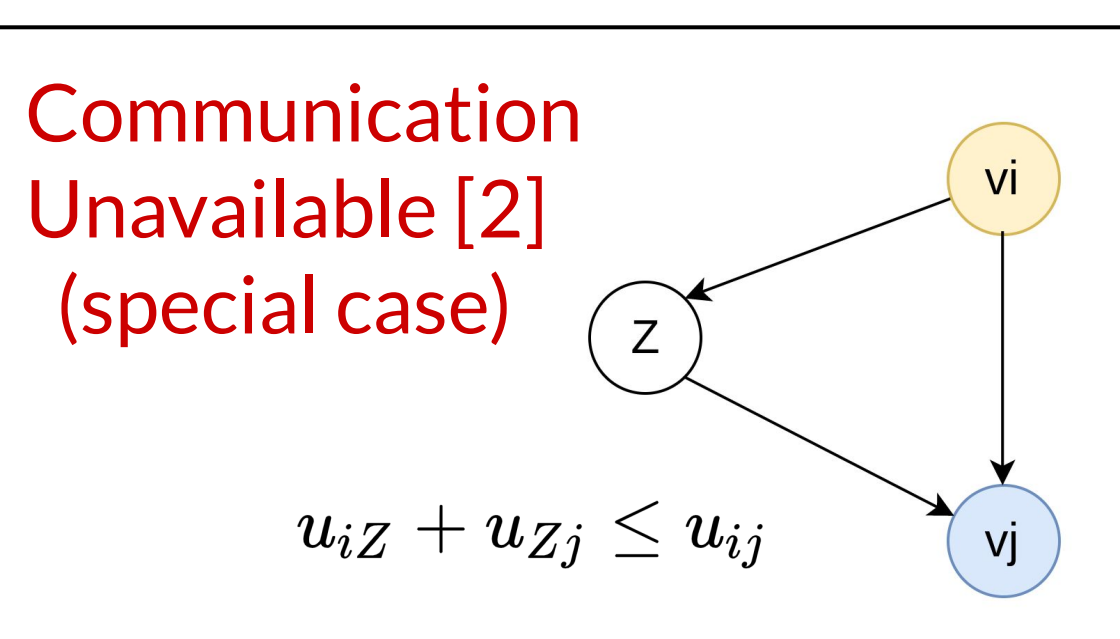 Communication
Unavailable [2]
(special case)
vi
Z
u_{iZ} + u_{Zj} ≤ u_{ij}
vj